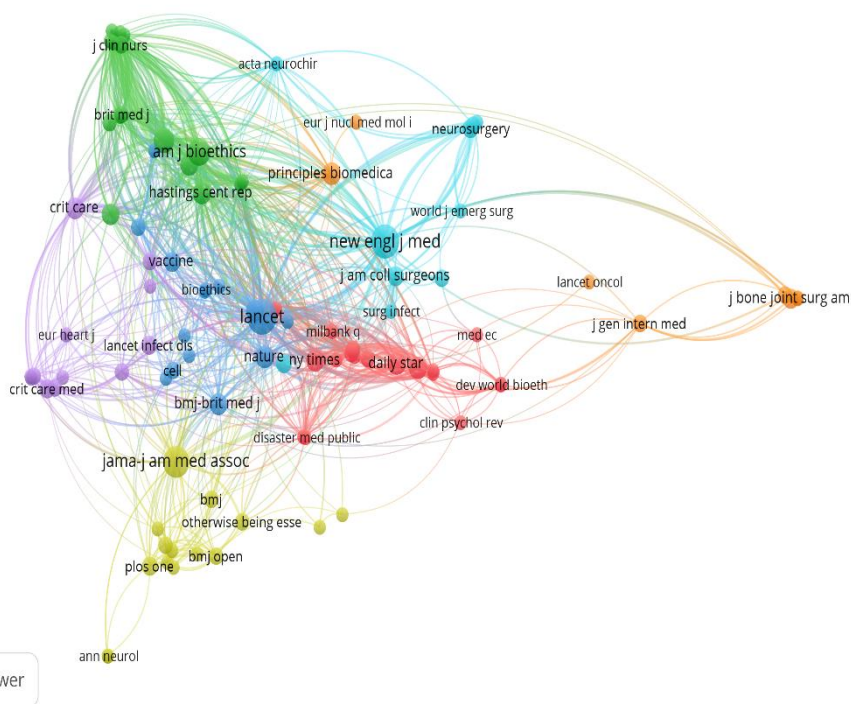 j clin nurs
acta neurochir
brit med j
eur j nucl med mol i
neurosurgery
am j bioethics
principles biomedica
hastings cent rep
crit care
world j emerg surg
new engl j med
vaccine
j am coll surgeons
lancet oncol
bioethics
j bone joint surg am
surg infect
lancet
j gen intern med
milbank q
eur heart j
med ec
lancet infect dis
nature
ny times
daily star
cell
dev world bioeth
crit care med
bmj-brit med j
clin psychol rev
disaster med public
jama-j am med assoc
bmj
otherwise being esse
bmj open
plos one
ann neurol
wer